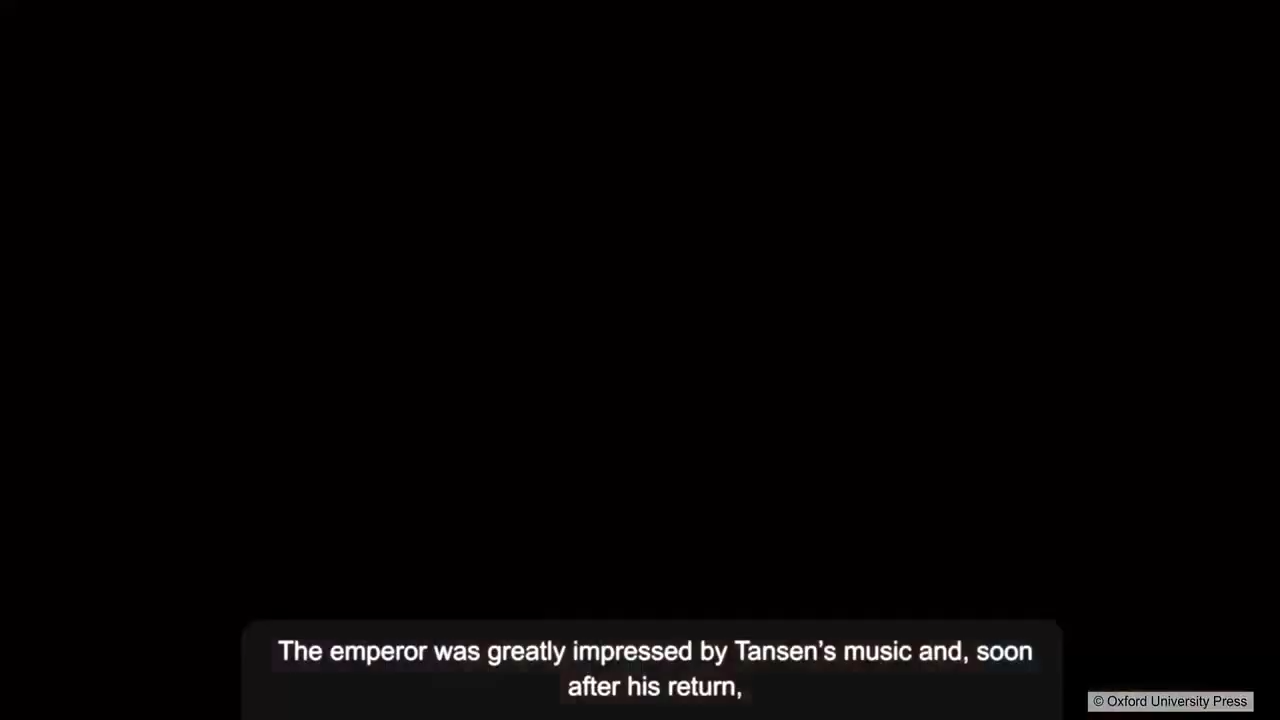 The emperor was greatly impressed by Tansen’s music and, soon
after his return,
© Oxford University Press